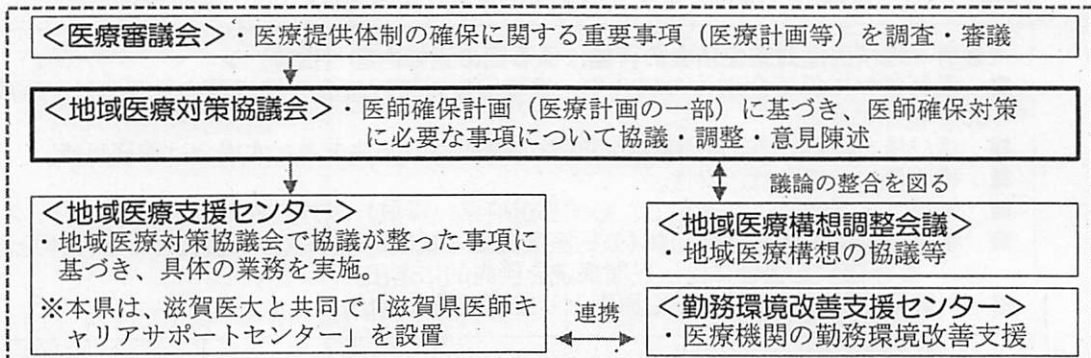 <医療審議会>・医療提供体制の確保に関する重要事項（医療計画等）を調査・審議
<地域医療対策協議会>・医師確保計画（医療計画の一部）に基づき、医師確保対策
に必要な事項について協議・調整・意見陳述
議論の整合を図る
<地域医療支援センター>
・地域医療対策協議会で協議が整った事項に
基づき、具体の業務を実施。
※本県は、滋賀医大と共同で「滋賀県医師キ
ャリアサポートセンター」を設置
<地域医療構想調整会議>
・地域医療構想の協議等
連携
<勤務環境改善支援センター>
・医療機関の勤務環境改善支援